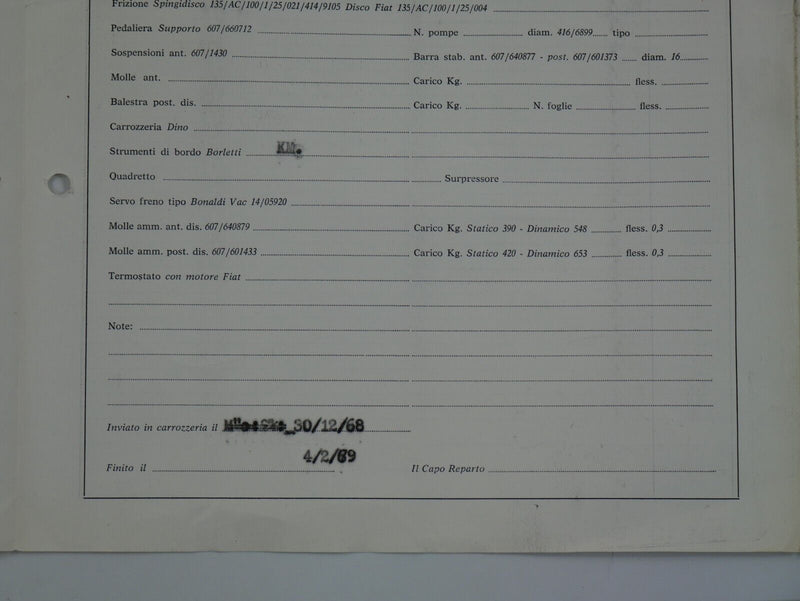 Frizione Spingidisco 135/AC/100/1/25/021/414/9105 Disco Fiat 135/AC/100/1/25/004
Pedaliera Supporto 607/660712 N. pompe diam. 416/6899 tipo
Sospensioni ant. 607/1430 Barra stab. ant. 607/640877 - post. 607/601373 diam. 16
Molle ant. Carico Kg. fless.
Balestra post. dis. Carico Kg. N. foglie fless.
Carrozzeria Dino
Strumenti di bordo Borletti KM.
Quadretto Surpressore
Servo freno tipo Bonaldi Vac 14/05920
Molle amm. ant. dis. 607/640879 Carico Kg. Statico 390 - Dinamico 548 fless. 0,3
Molle amm. post. dis. 607/601433 Carico Kg. Statico 420 - Dinamico 653 fless. 0,3
Termostato con motore Fiat
Note:
Inviato in carrozzeria il 30/12/68
4/2/69
Finito il Il Capo Reparto